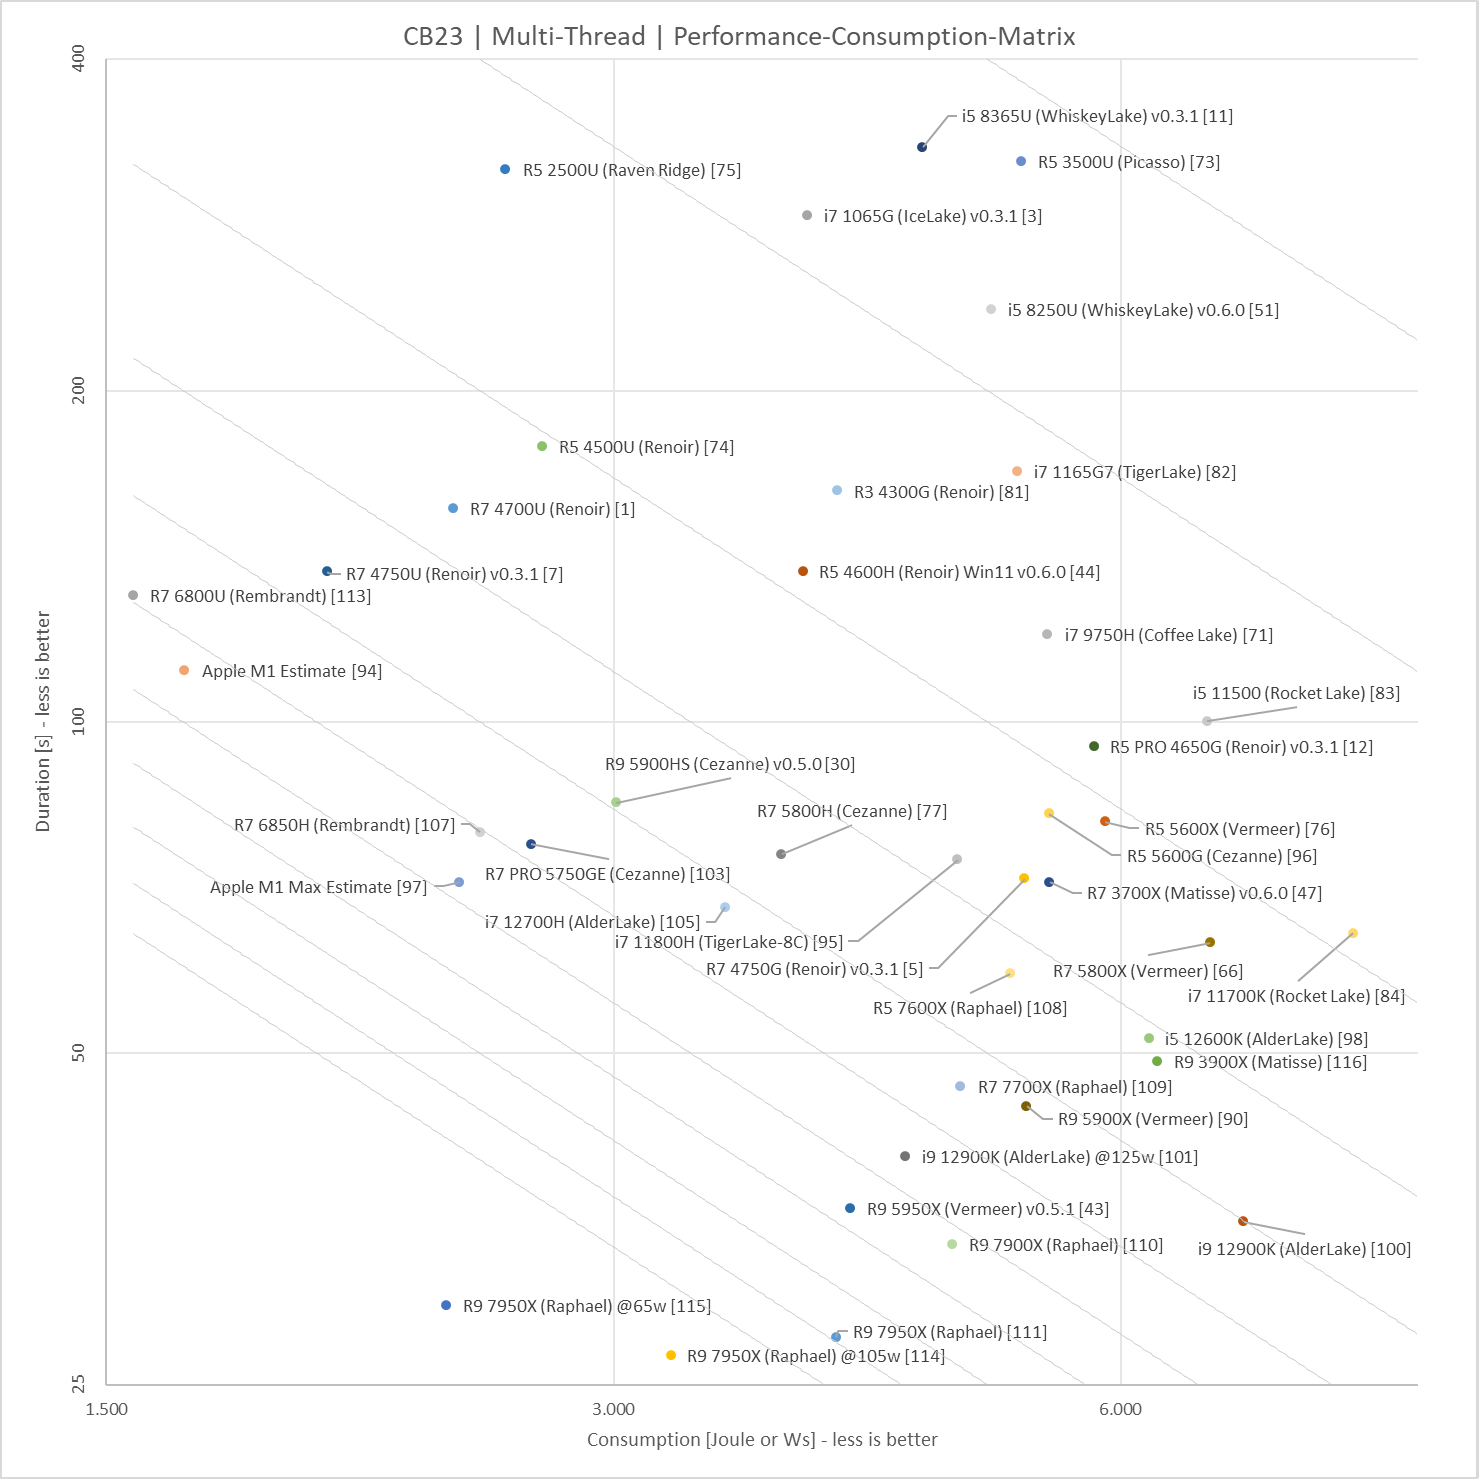 CB23 | Multi-Thread | Performance-Consumption-Matrix
400
i5 8365U (WhiskeyLake) v0.3.1 [11]
R5 3500U (Picasso) [73]
R5 2500U (Raven Ridge) [75]
i7 1065G (IceLake) v0.3.1 [3]
i5 8250U (WhiskeyLake) v0.6.0 [51]
200
R5 4500U (Renoir) [74]
i7 1165G7 (TigerLake) [82]
R3 4300G (Renoir) [81]
R7 4700U (Renoir) [1]
R7 4750U (Renoir) v0.3.1 [7]
R5 4600H (Renoir) Win11 v0.6.0 [44]
R7 6800U (Rembrandt) [113]
i7 9750H (Coffee Lake) [71]
Apple M1 Estimate [94]
i5 11500 (Rocket Lake) [83]
100
Duration [s] - less is better
R5 PRO 4650G (Renoir) v0.3.1 [12]
R9 5900HS (Cezanne) v0.5.0 [30]
R7 5800H (Cezanne) [77]
R7 6850H (Rembrandt) [107]
R5 5600X (Vermeer) [76]
R5 5600G (Cezanne) [96]
R7 PRO 5750GE (Cezanne) [103]
Apple M1 Max Estimate [97]
R7 3700X (Matisse) v0.6.0 [47]
i7 12700H (AlderLake) [105]
i7 11800H (TigerLake-8C) [95]
R7 4750G (Renoir) v0.3.1 [5]
R7 5800X (Vermeer) [66]
i7 11700K (Rocket Lake) [84]
R5 7600X (Raphael) [108]
i5 12600K (AlderLake) [98]
50
R9 3900X (Matisse) [116]
R7 7700X (Raphael) [109]
R9 5900X (Vermeer) [90]
i9 12900K (AlderLake) @125w [101]
R9 5950X (Vermeer) v0.5.1 [43]
R9 7900X (Raphael) [110]
i9 12900K (AlderLake) [100]
R9 7950X (Raphael) @65w [115]
R9 7950X (Raphael) [111]
R9 7950X (Raphael) @105w [114]
25
1.500
3.000
6.000
Consumption [Joule or Ws] - less is better